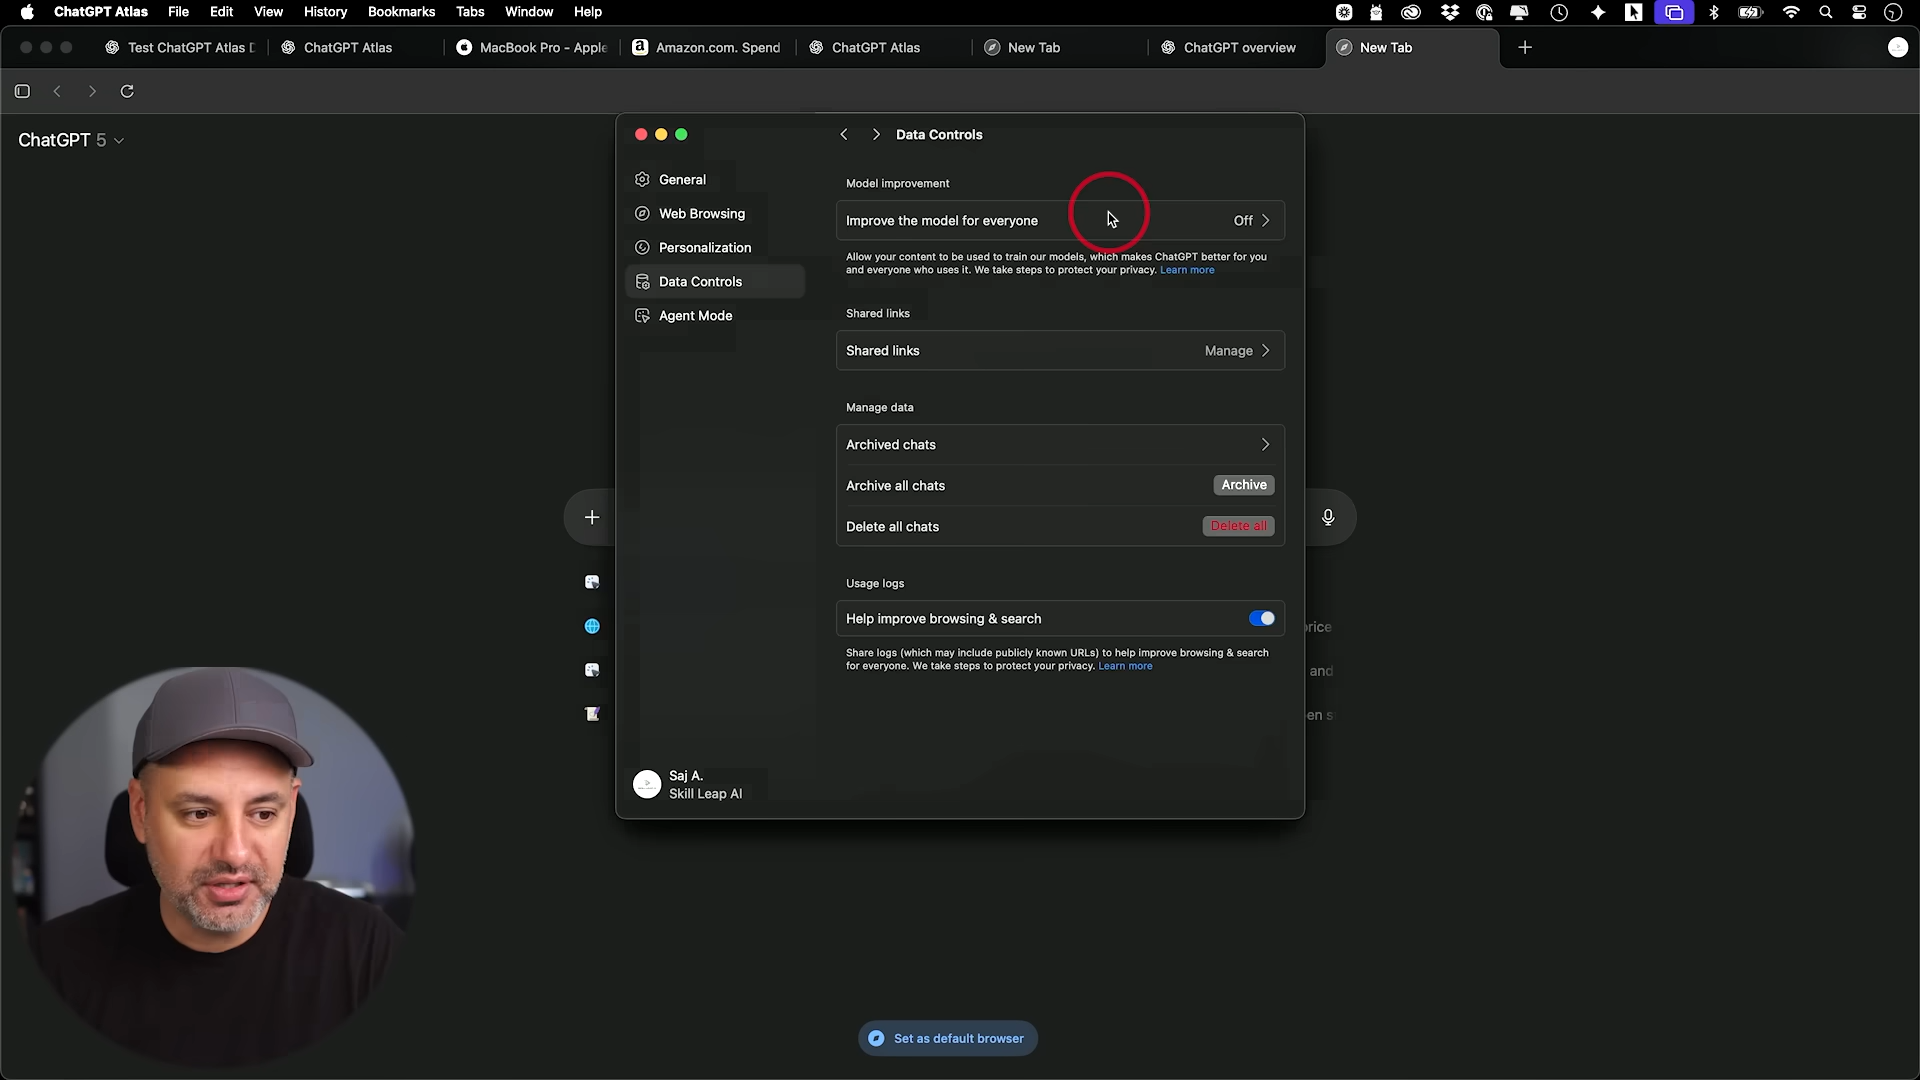 ChatGPT Atlas File Edit View History Bookmarks Tabs Window Help
Test ChatGPT Atlas
ChatGPT Atlas
MacBook Pro - Apple
Amazon.com. Spend
ChatGPT Atlas
New Tab
ChatGPT overview
New Tab
ChatGPT 5
Data Controls
General
Web Browsing
Personalization
Data Controls
Agent Mode
Model improvement
Improve the model for everyone Off
Allow your content to be used to train our models, which makes ChatGPT better for you
and everyone who uses it. We take steps to protect your privacy. Learn more
Shared links
Shared links Manage
Manage data
Archived chats
Archive all chats Archive
Delete all chats Delete all
Usage logs
Help improve browsing & search
Share logs (which may include publicly known URLs) to help improve browsing & search
for everyone. We take steps to protect your privacy. Learn more
rice
and
en s
Saj A.
Skill Leap AI
Set as default browser